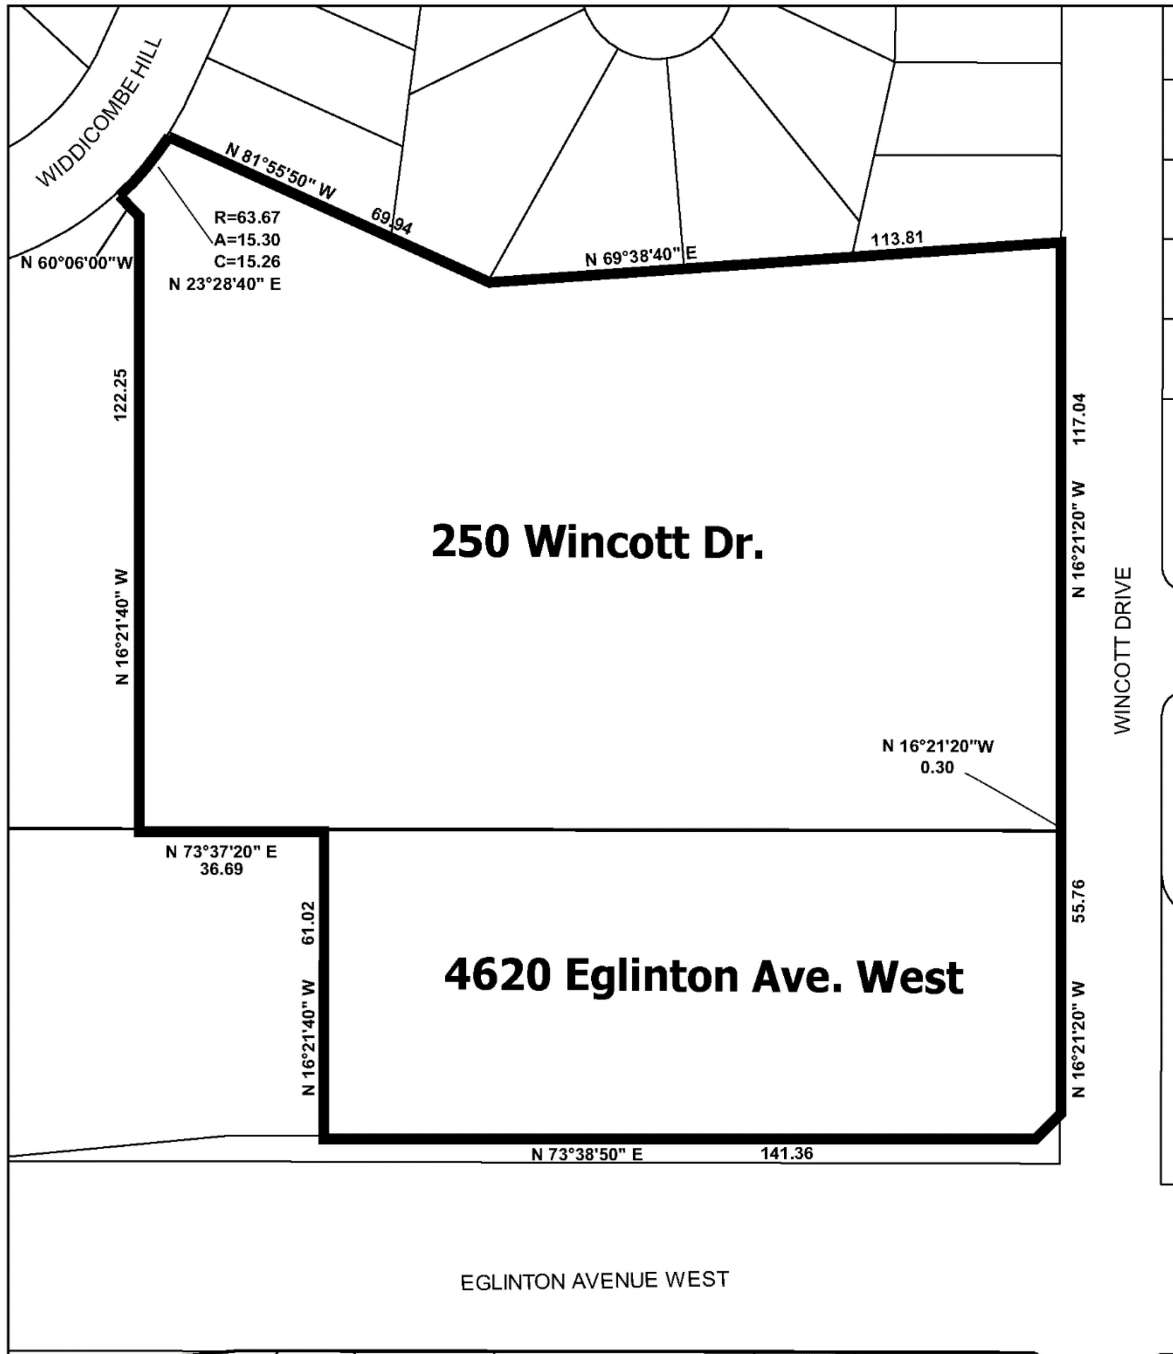 WIDDICOMBE HILL
N 81°55'50" W
69.94
R=63.67
A=15.30
C=15.26
N 23°28'40" E
N 60°06'00"W
N 69°38'40" E
113.81
122.25
N 16°21'40" W
117.04
N 16°21'20" W
250 Wincott Dr.
WINCOTT DRIVE
N 16°21'20"W
0.30
N 73°37'20" E
36.69
61.02
N 16°21'40" W
55.76
N 16°21'20" W
4620 Eglinton Ave. West
N 73°38'50" E
141.36
EGLINTON AVENUE WEST